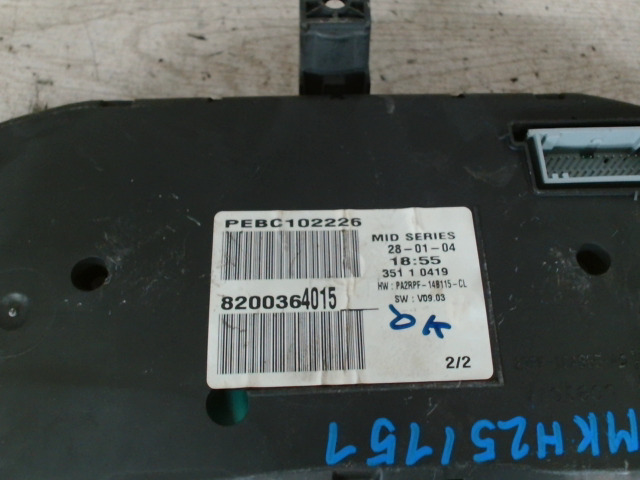 PEBC102226
MID SERIES
28-01-04
18:55
351 1 0419
HW : PA2RPF-14B115-CL
SW : V09.03
8200364015
2/2
MKH251757